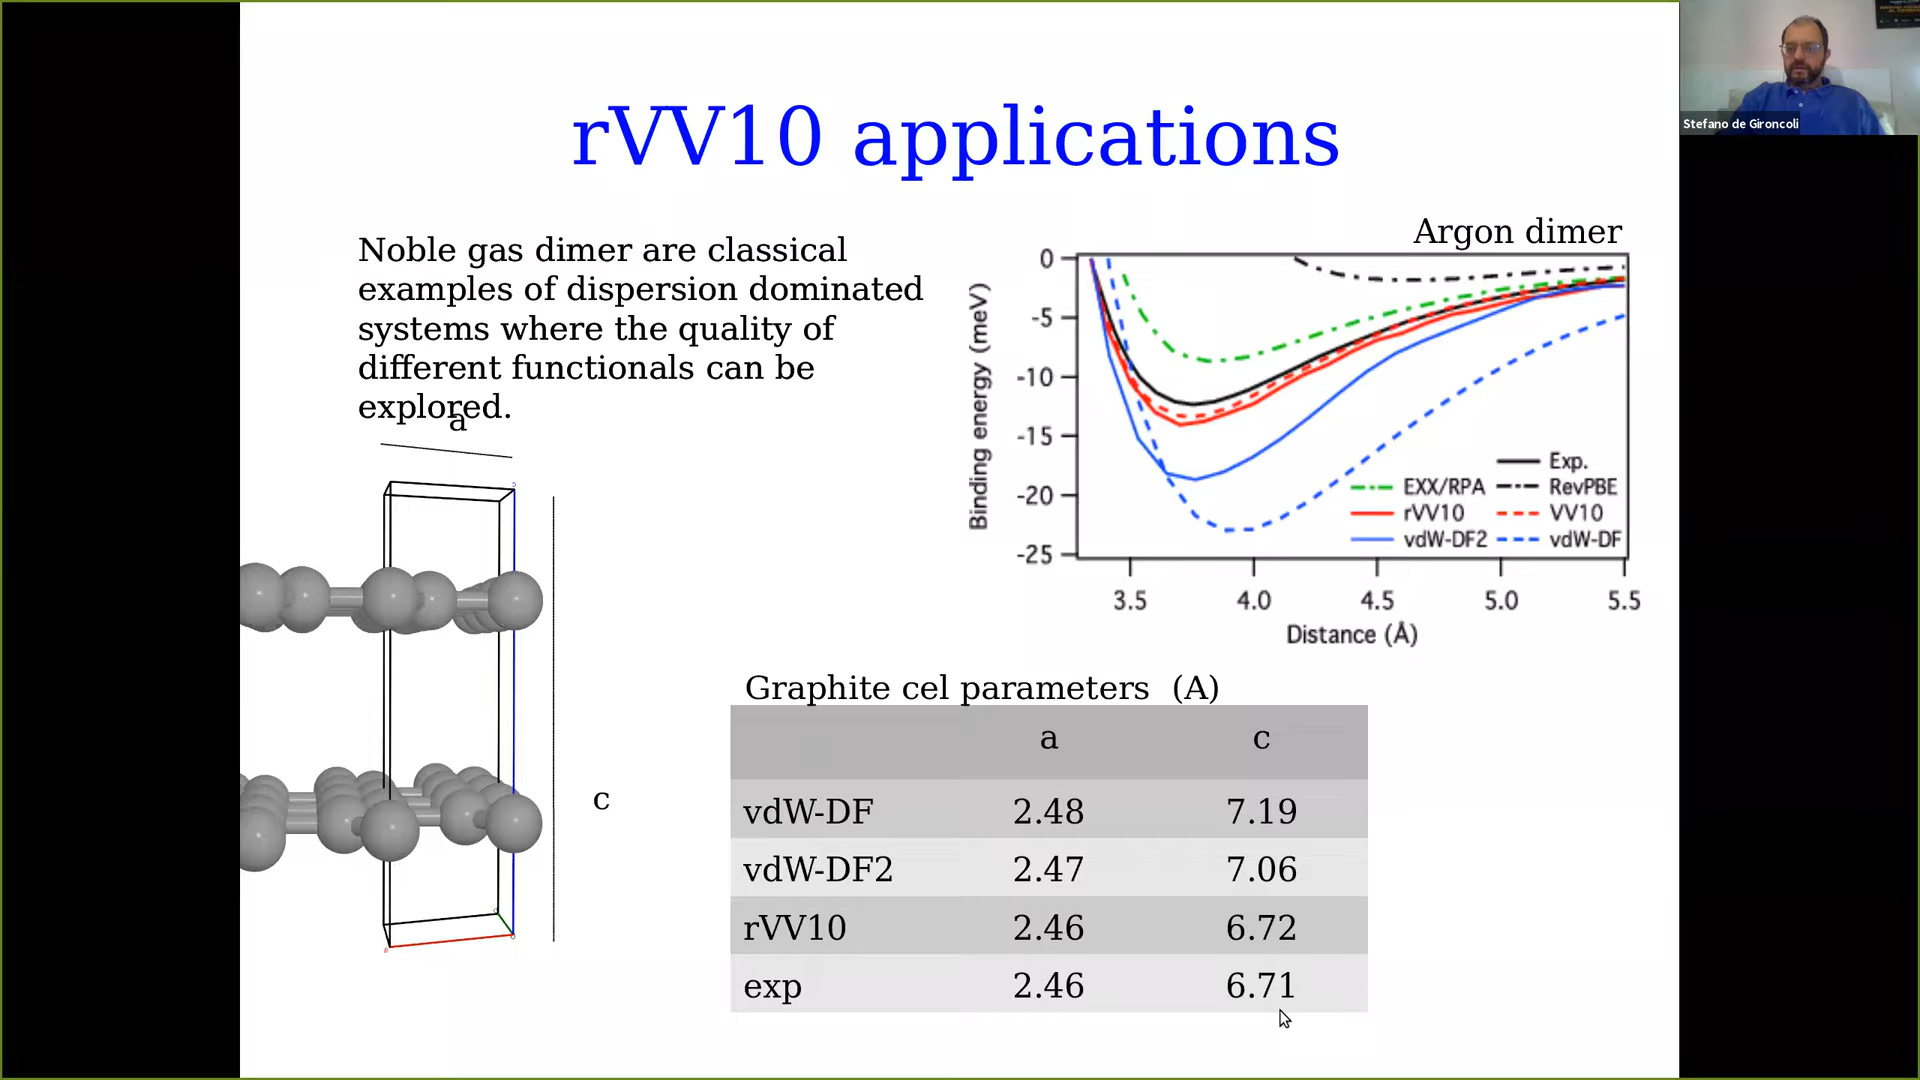 rVV10 applications
Stefano de Gironcoli
Noble gas dimer are classical
examples of dispersion dominated
systems where the quality of
different functionals can be
explored.
a
c
Argon dimer
Binding energy (meV)
0
-5
-10
-15
-20
-25
Exp.
EXX/RPA RevPBE
rVV10 VV10
vdW-DF2 vdW-DF
3.5 4.0 4.5 5.0 5.5
Distance (Å)
Graphite cel parameters (A)
a c
vdW-DF 2.48 7.19
vdW-DF2 2.47 7.06
rVV10 2.46 6.72
exp 2.46 6.71